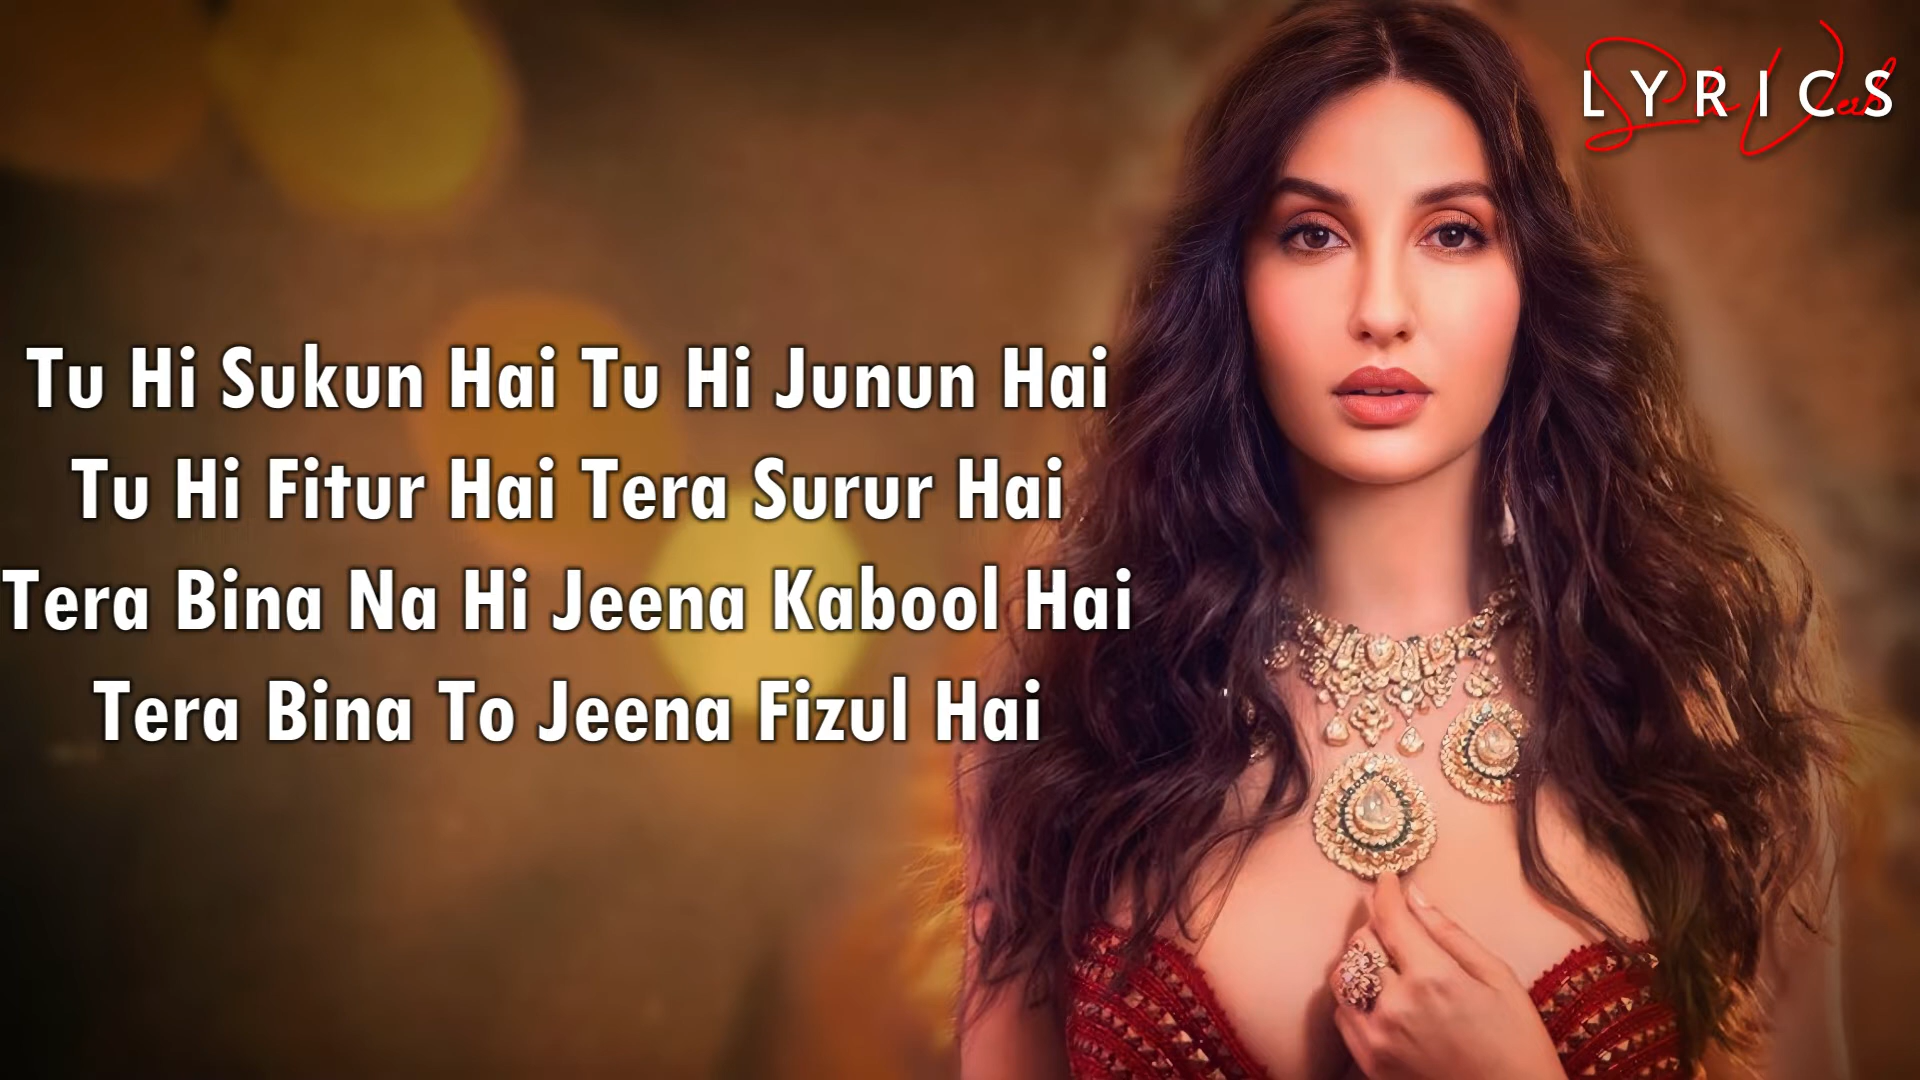 LYRICS
Tu Hi Sukun Hai Tu Hi Junun Hai
Tu Hi Fitur Hai Tera Surur Hai
Tera Bina Na Hi Jeena Kabool Hai
Tera Bina To Jeena Fizul Hai